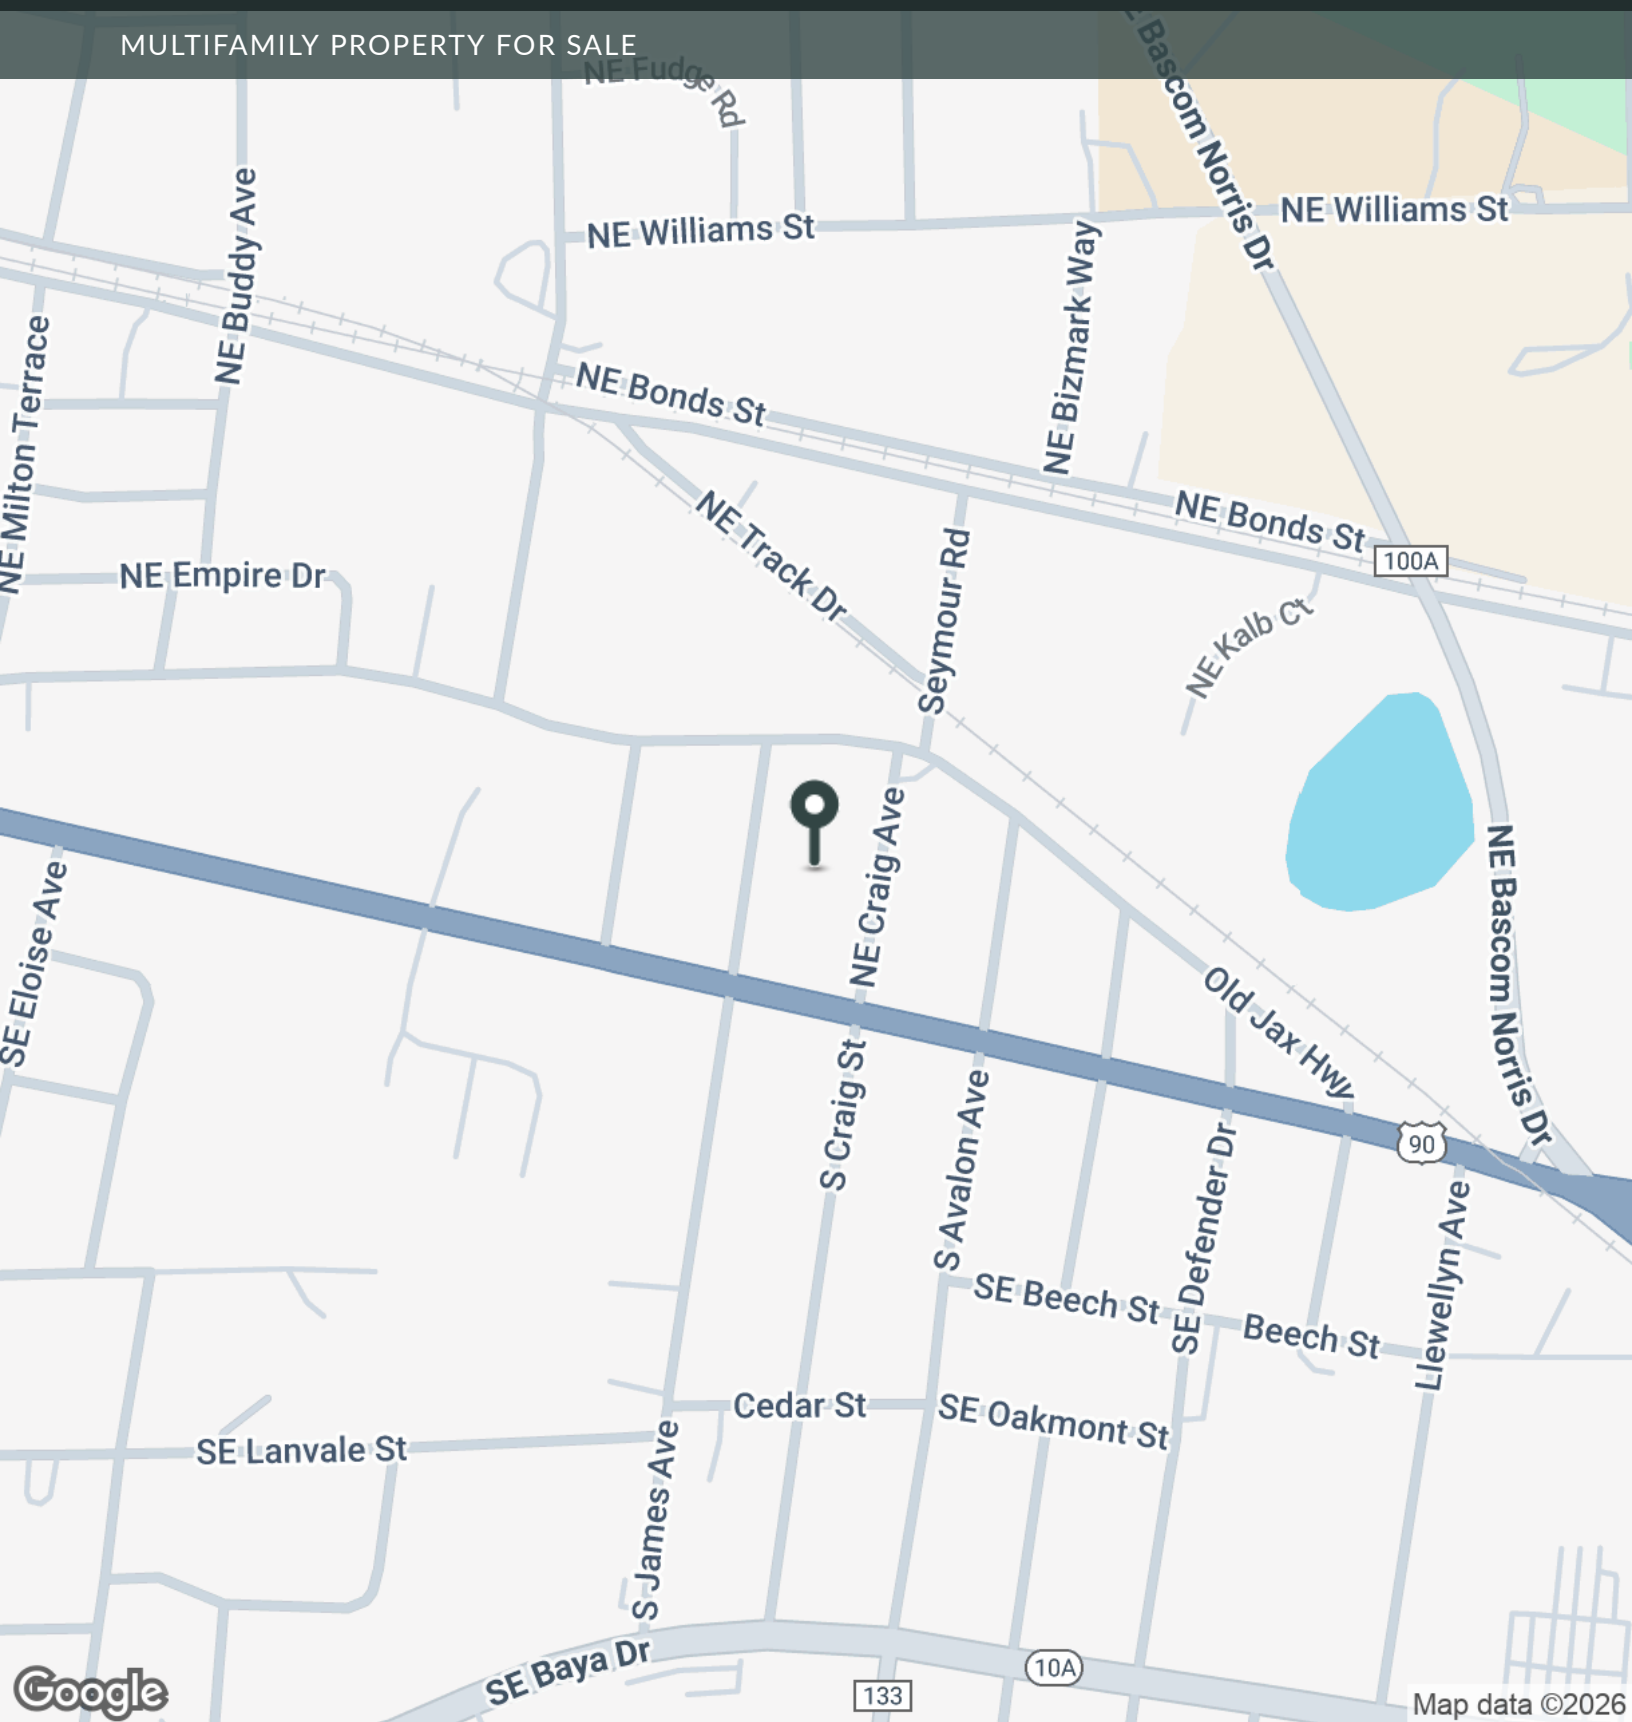 MULTIFAMILY PROPERTY FOR SALE
NE Fudge Rd
Bascom Norris Dr
NE Buddy Ave
NE Williams St
NE Williams St
NE Bizmark Way
NE Milton Terrace
NE Bonds St
NE Bonds St
100A
NE Track Dr
Seymour Rd
NE Empire Dr
NE Kalb Ct
NE Craig Ave
NE Bascom Norris Dr
SE Eloise Ave
Old Jax Hwy
S Craig St
S Avalon Ave
90
SE Defender Dr
Llewellyn Ave
SE Beech St
Beech St
Cedar St
SE Oakmont St
SE Lanvale St
S James Ave
SE Baya Dr
10A
133
Google
Map data ©2026